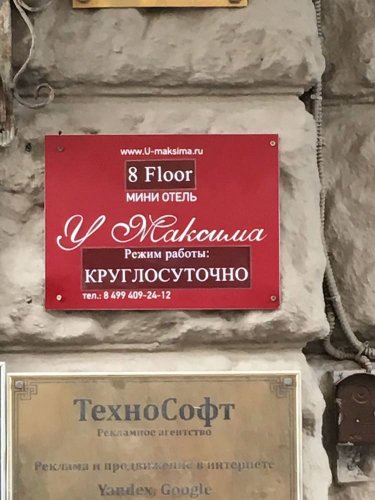 www.U-maksima.ru
8 Floor
МИНИ ОТЕЛЬ
У Максима
Режим работы:
КРУГЛОСУТОЧНО
тел.: 8 499 409-24-12
ТехноСофт
Рекламное агентство
Реклама и продвижение в интернете
Yandex, Google